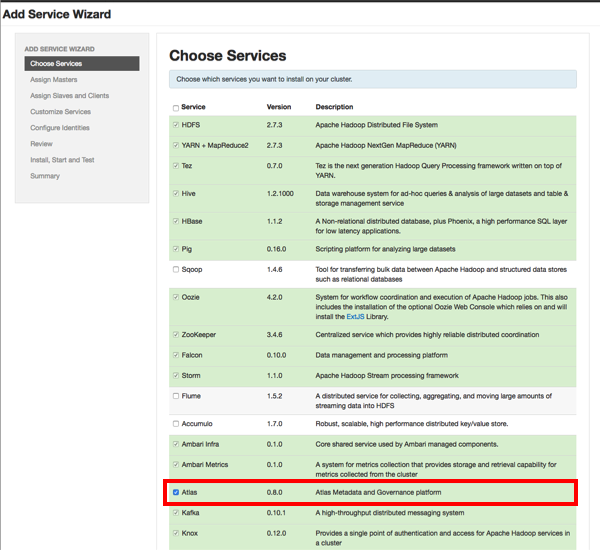 Add Service Wizard
ADD SERVICE WIZARD
Choose Services
Assign Masters
Assign Slaves and Clients
Customize Services
Configure Identities
Review
Install, Start and Test
Summary
Choose Services
Choose which services you want to install on your cluster.
Service Version Description
HDFS 2.7.3 Apache Hadoop Distributed File System
YARN + MapReduce2 2.7.3 Apache Hadoop NextGen MapReduce (YARN)
Tez 0.7.0 Tez is the next generation Hadoop Query Processing framework written on top of
YARN.
Hive 1.2.1000 Data warehouse system for ad-hoc queries & analysis of large datasets and table &
storage management service
HBase 1.1.2 A Non-relational distributed database, plus Phoenix, a high performance SQL layer
for low latency applications.
Pig 0.16.0 Scripting platform for analyzing large datasets
Sqoop 1.4.6 Tool for transferring bulk data between Apache Hadoop and structured data stores
such as relational databases
Oozie 4.2.0 System for workflow coordination and execution of Apache Hadoop jobs. This also
includes the installation of the optional Oozie Web Console which relies on and will
install the ExtJS Library.
ZooKeeper 3.4.6 Centralized service which provides highly reliable distributed coordination
Falcon 0.10.0 Data management and processing platform
Storm 1.1.0 Apache Hadoop Stream processing framework
Flume 1.5.2 A distributed service for collecting, aggregating, and moving large amounts of
streaming data into HDFS
Accumulo 1.7.0 Robust, scalable, high performance distributed key/value store.
Ambari Infra 0.1.0 Core shared service used by Ambari managed components.
Ambari Metrics 0.1.0 A system for metrics collection that provides storage and retrieval capability for
metrics collected from the cluster
Atlas 0.8.0 Atlas Metadata and Governance platform
Kafka 0.10.1 A high-throughput distributed messaging system
Knox 0.12.0 Provides a single point of authentication and access for Apache Hadoop services in
a cluster